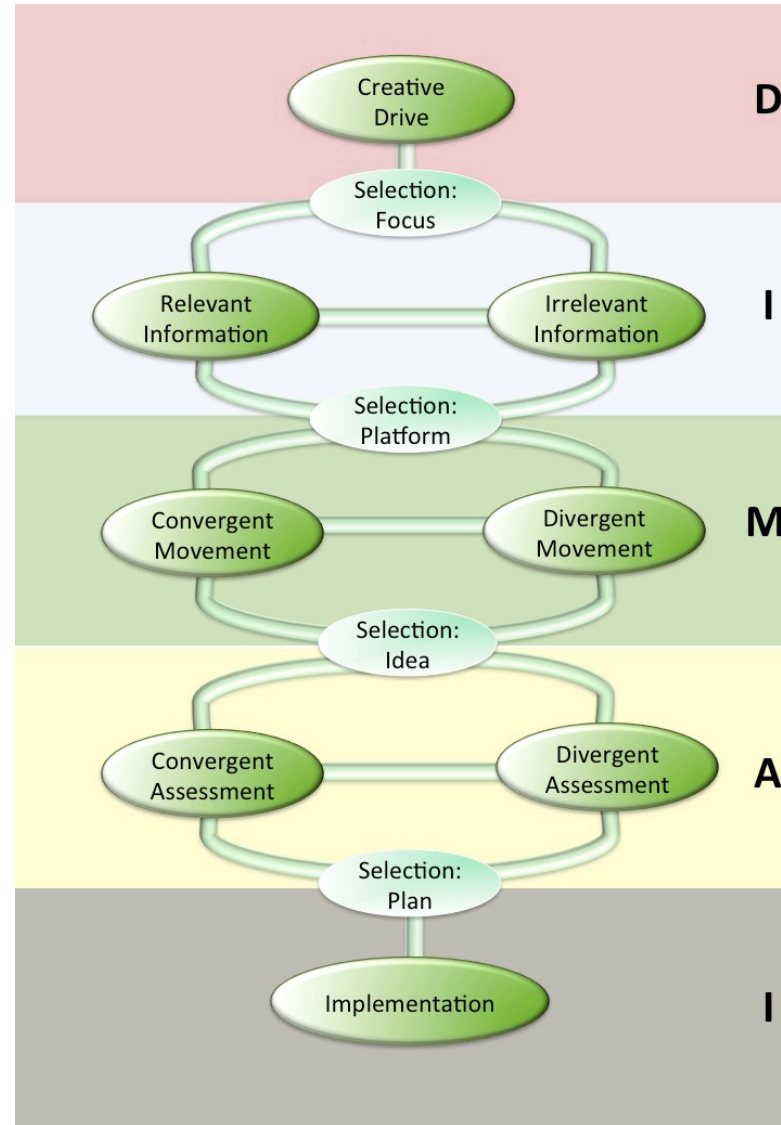 Creative
Drive
D
Selection:
Focus
Relevant
Information
Irrelevant
Information
I
Selection:
Platform
Convergent
Movement
Divergent
Movement
M
Selection:
Idea
Convergent
Assessment
Divergent
Assessment
A
Selection:
Plan
Implementation
I